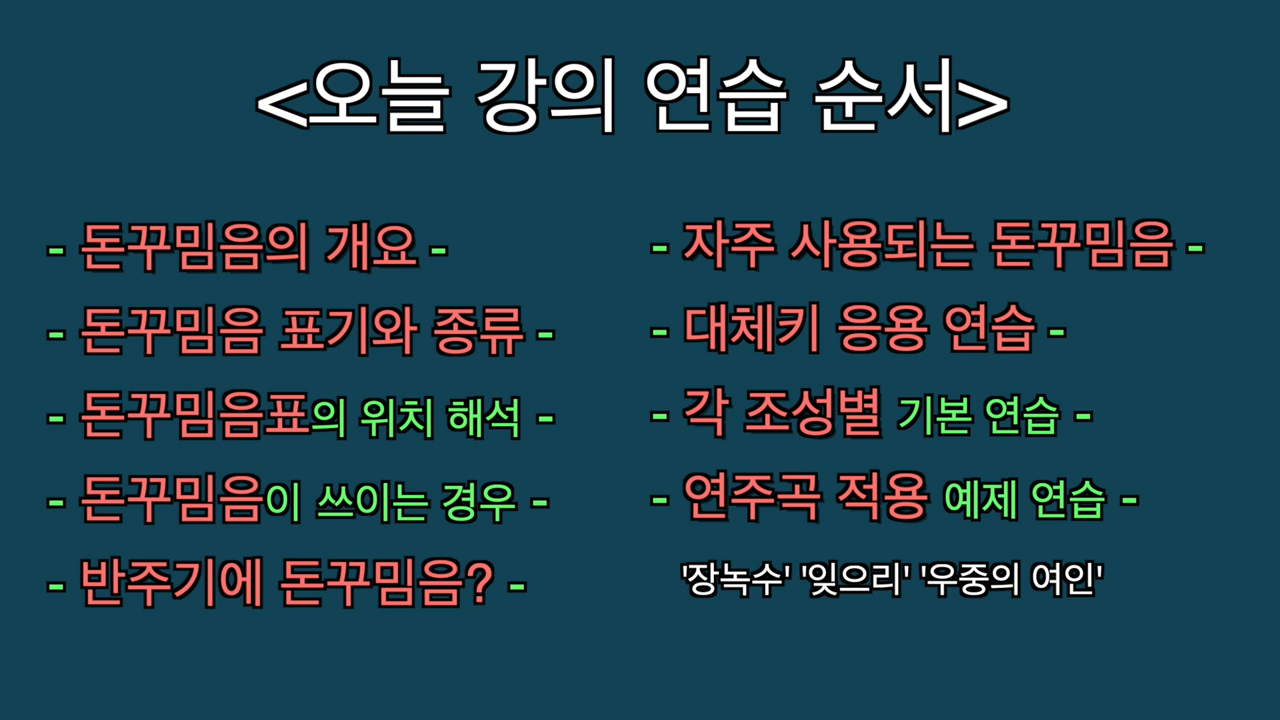 <오늘 강의 연습 순서>
- 돈꾸밈음의 개요 -
- 돈꾸밈음 표기와 종류 -
- 돈꾸밈음표의 위치 해석 -
- 돈꾸밈음이 쓰이는 경우 -
- 반주기에 돈꾸밈음? -
- 자주 사용되는 돈꾸밈음 -
- 대체키 응용 연습 -
- 각 조성별 기본 연습 -
- 연주곡 적용 예제 연습 -
'장녹수' '잊으리' '우중의 여인'